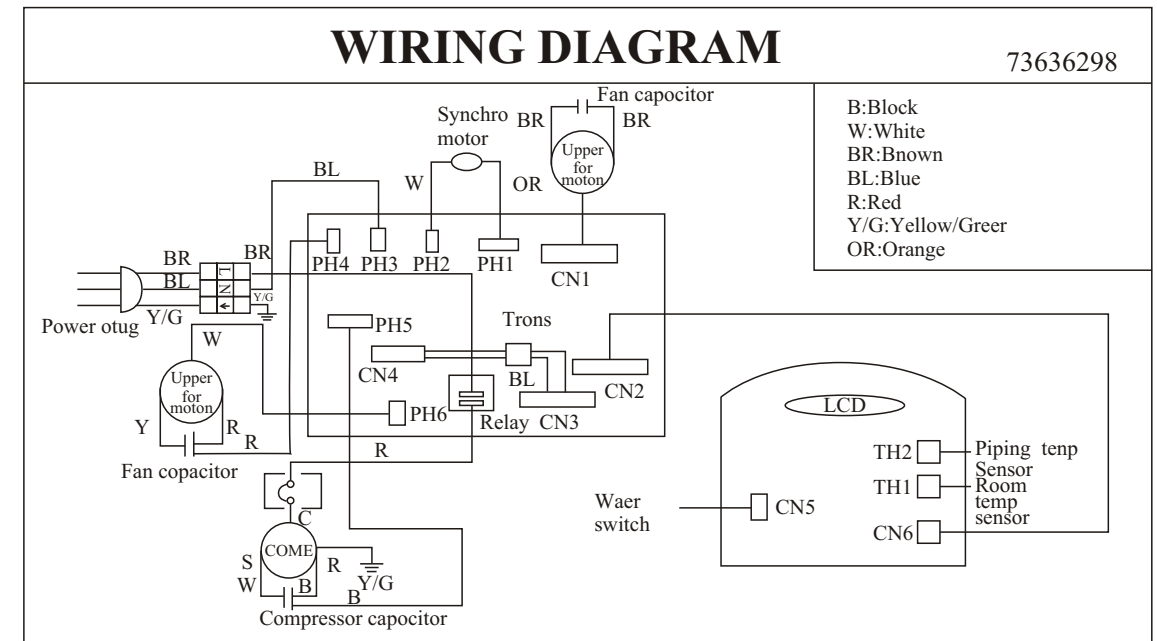 WIRING DIAGRAM
73636298
B:Block
W:White
BR:Bnown
BL:Blue
R:Red
Y/G:Yellow/Greer
OR:Orange
Fan capocitor
Synchro
motor
BR
BR
Upper
for
moton
BL
W
OR
PH4
PH3
PH2
PH1
CN1
BR
BR
L
BL
N
Y/G
Y/G
Power otug
W
PH5
Trons
CN4
BL
CN2
CN3
Relay
PH6
Upper
for
moton
Y
R
R
Fan copacitor
R
C
COME
S
R
W
B
Y/G
B
Compressor capocitor
LCD
TH2
Piping tenp
Sensor
TH1
Room
temp
sensor
Waer
switch
CN5
CN6